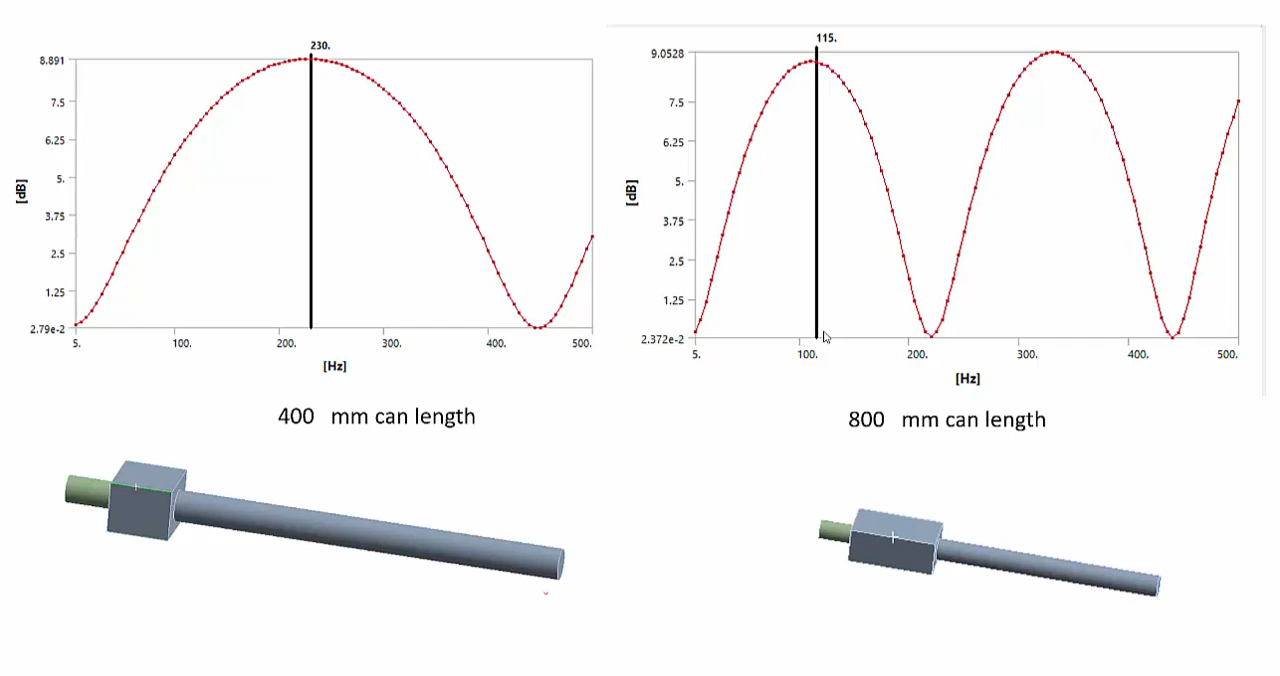 230.
8.891
7.5
6.25
5.
3.75
2.5
1.25
2.79e-2
[dB]
5. 100. 200. 300. 400. 500.
[Hz]
115.
9.0528
7.5
6.25
5.
3.75
2.5
1.25
2.372e-2
[dB]
5. 100. 200. 300. 400. 500.
[Hz]
400 mm can length
800 mm can length